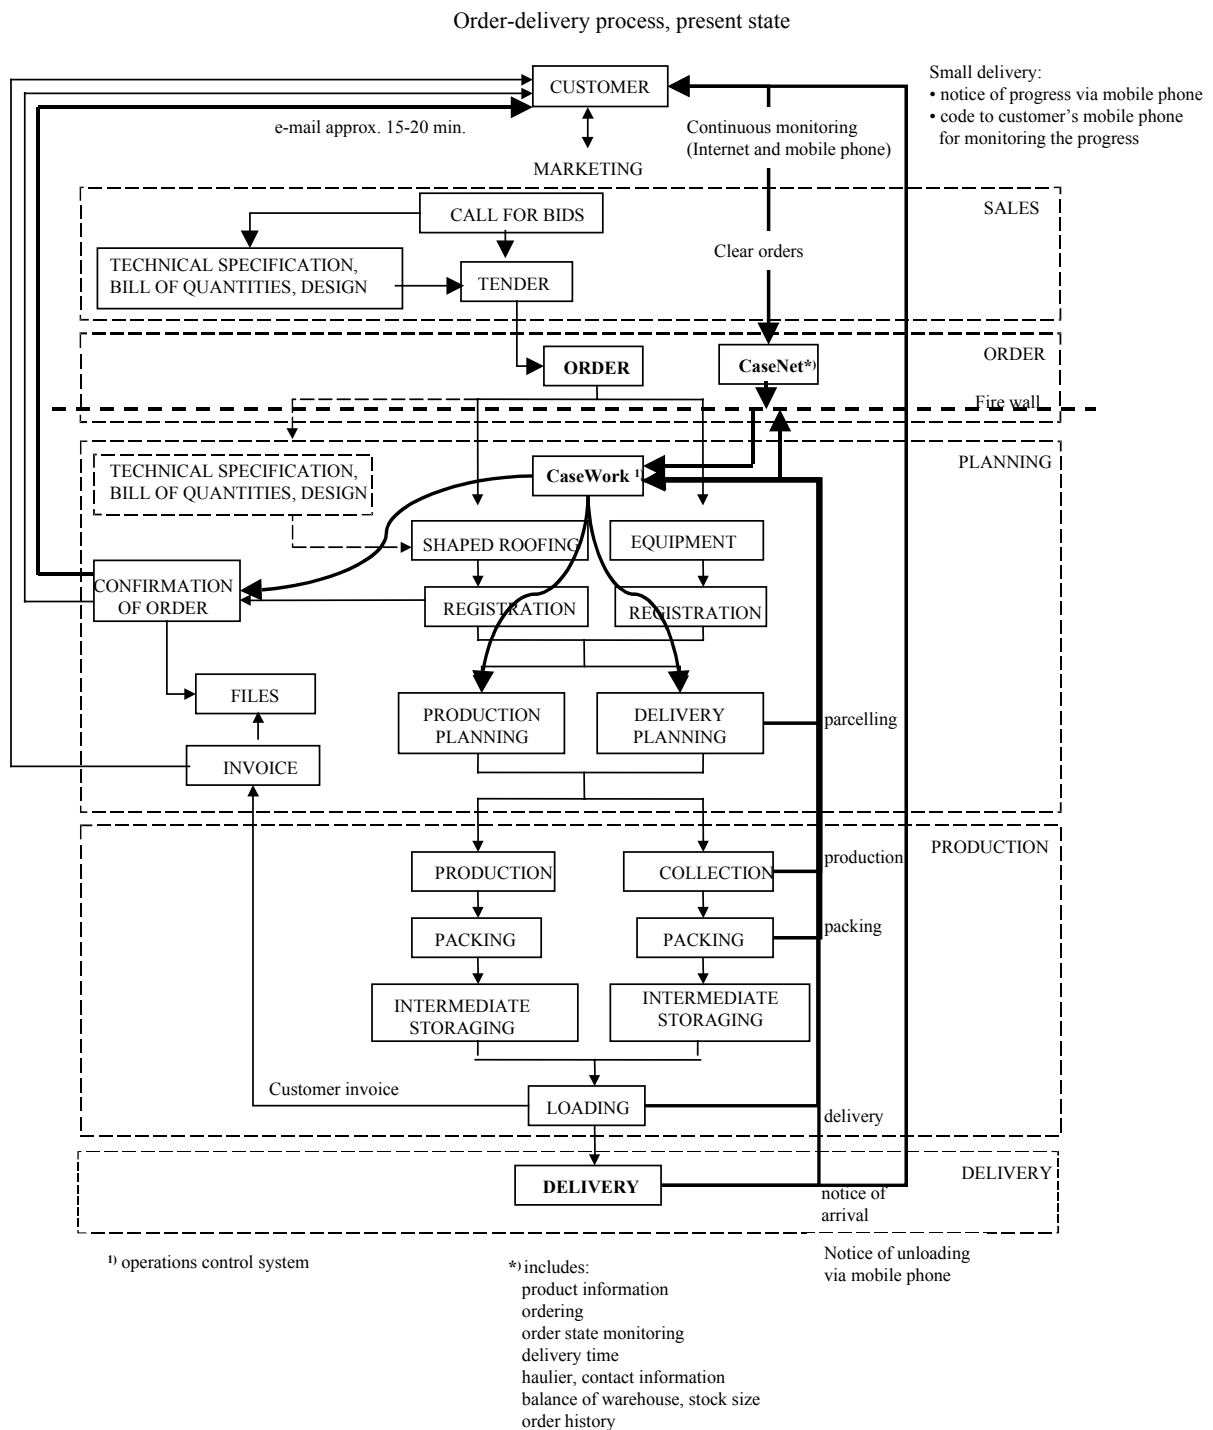 Order-delivery process, present state
CUSTOMER
Small delivery:
• notice of progress via mobile phone
• code to customer's mobile phone
for monitoring the progress
e-mail approx. 15-20 min.
Continuous monitoring
(Internet and mobile phone)
MARKETING
SALES
CALL FOR BIDS
Clear orders
TECHNICAL SPECIFICATION,
BILL OF QUANTITIES, DESIGN
TENDER
ORDER
ORDER
CaseNet*)
Fire wall
PLANNING
TECHNICAL SPECIFICATION,
BILL OF QUANTITIES, DESIGN
CaseWork 1)
SHAPED ROOFING
EQUIPMENT
CONFIRMATION
OF ORDER
REGISTRATION
REGISTRATION
FILES
PRODUCTION
PLANNING
DELIVERY
PLANNING
parcelling
INVOICE
PRODUCTION
PRODUCTION
COLLECTION
production
PACKING
PACKING
packing
INTERMEDIATE
STORAGING
INTERMEDIATE
STORAGING
Customer invoice
LOADING
delivery
DELIVERY
DELIVERY
notice of
arrival
Notice of unloading
via mobile phone
1) operations control system
*) includes:
product information
ordering
order state monitoring
delivery time
haulier, contact information
balance of warehouse, stock size
order history